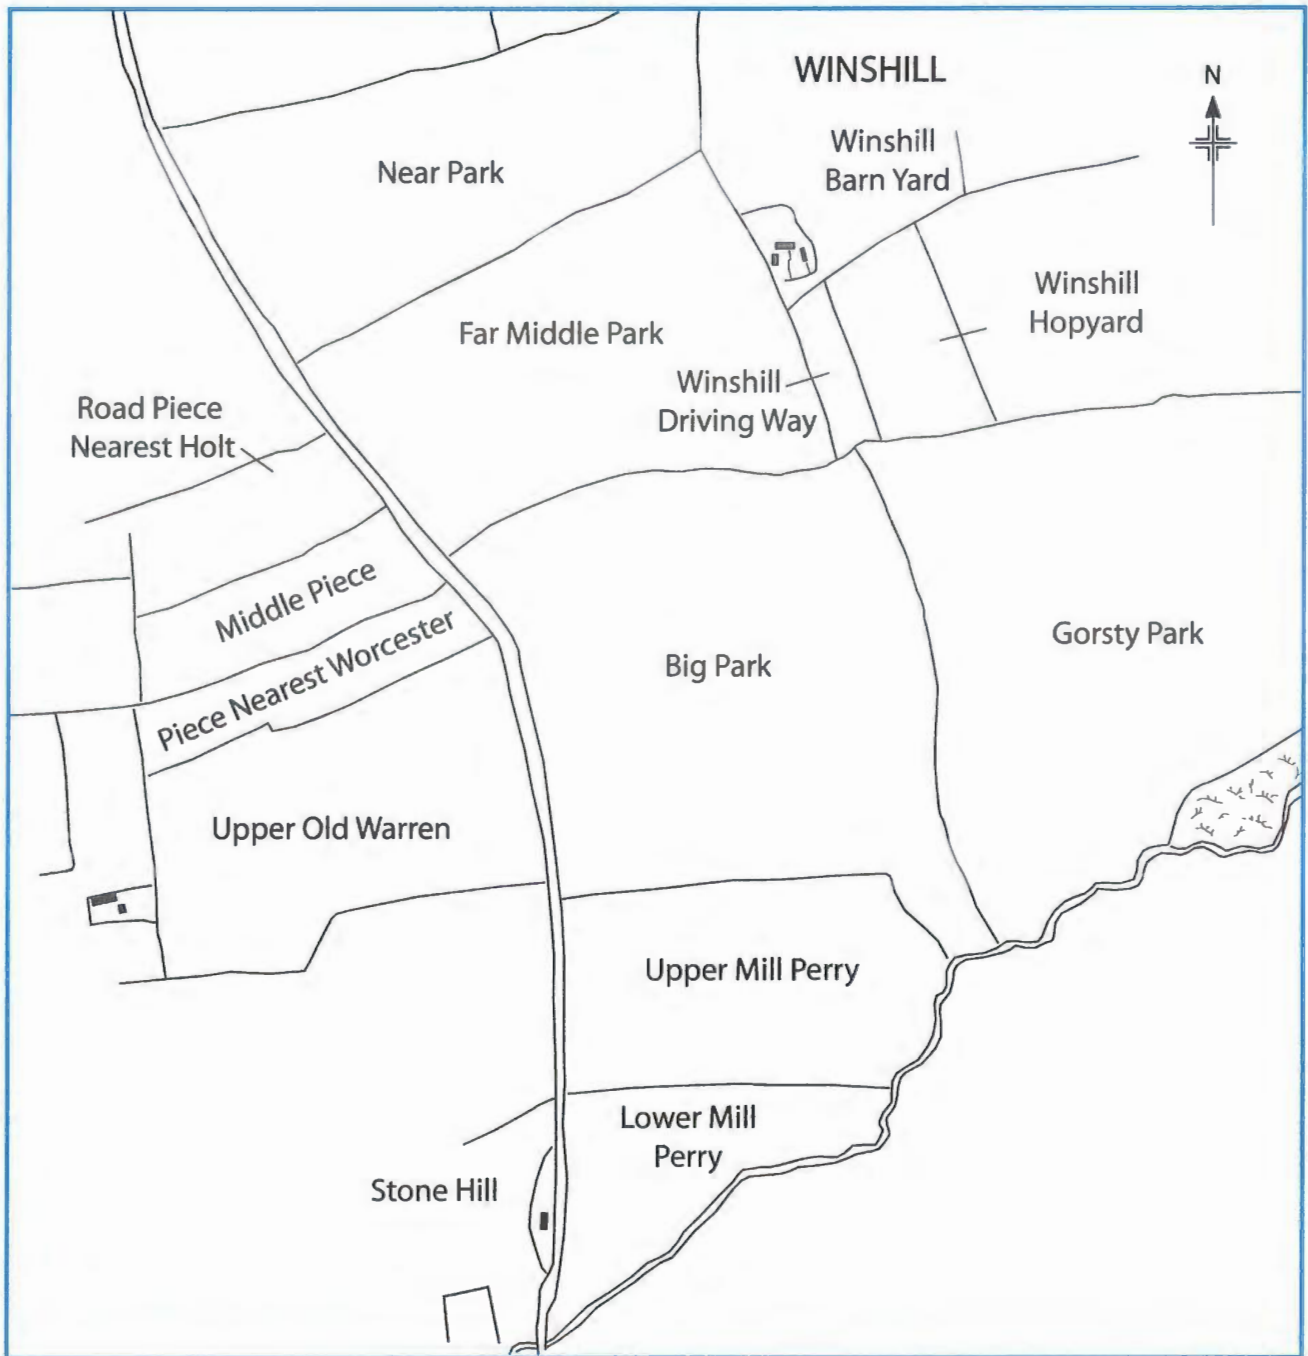 WINSHILL
N
Winshill
Barn Yard
Near Park
Winshill
Hopyard
Far Middle Park
Winshill
Driving Way
Road Piece
Nearest Holt
Middle Piece
Piece Nearest Worcester
Big Park
Gorsty Park
Upper Old Warren
Upper Mill Perry
Lower Mill
Perry
Stone Hill